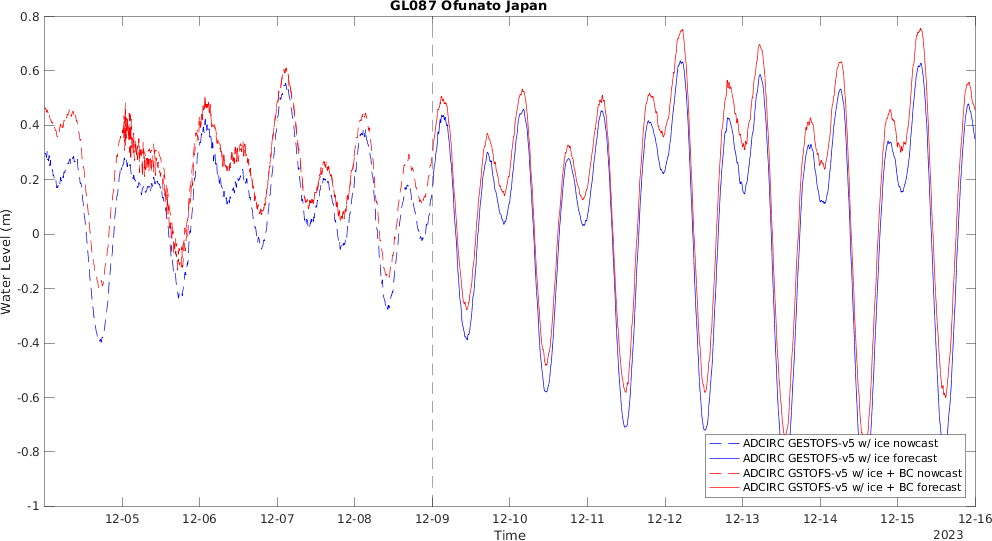 GL087 Ofunato Japan
0.8
0.6
0.4
0.2
0
-0.2
-0.4
-0.6
-0.8
-1
Water Level (m)
ADCIRC GESTOFS-v5 w/ ice nowcast
ADCIRC GESTOFS-v5 w/ ice forecast
ADCIRC GSTOFS-v5 w/ ice + BC nowcast
ADCIRC GSTOFS-v5 w/ ice + BC forecast
12-05 12-06 12-07 12-08 12-09 12-10 12-11 12-12 12-13 12-14 12-15 12-16
Time
2023